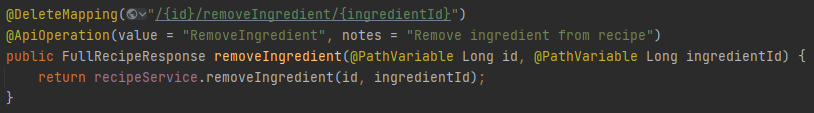 @DeleteMapping("/{id}/removeIngredient/{ingredientId}")
@ApiOperation(value = "RemoveIngredient", notes = "Remove ingredient from recipe")
public FullRecipeResponse removeIngredient(@PathVariable Long id, @PathVariable Long ingredientId) {
    return recipeService.removeIngredient(id, ingredientId);
}